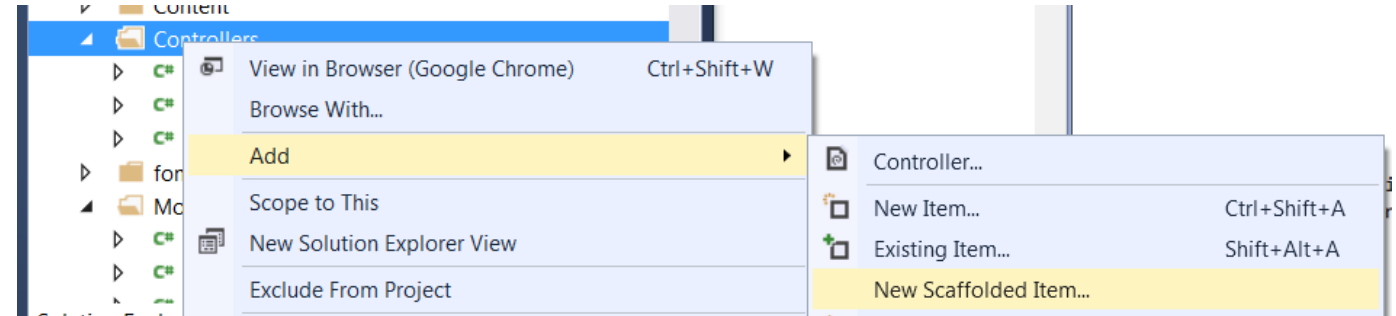 Content
Controllers
C# View in Browser (Google Chrome) Ctrl+Shift+W
C# Browse With...
C#
Add
Controller...
Scope to This
New Item... Ctrl+Shift+A
C# New Solution Explorer View
Existing Item... Shift+Alt+A
C#
Exclude From Project
New Scaffolded Item...